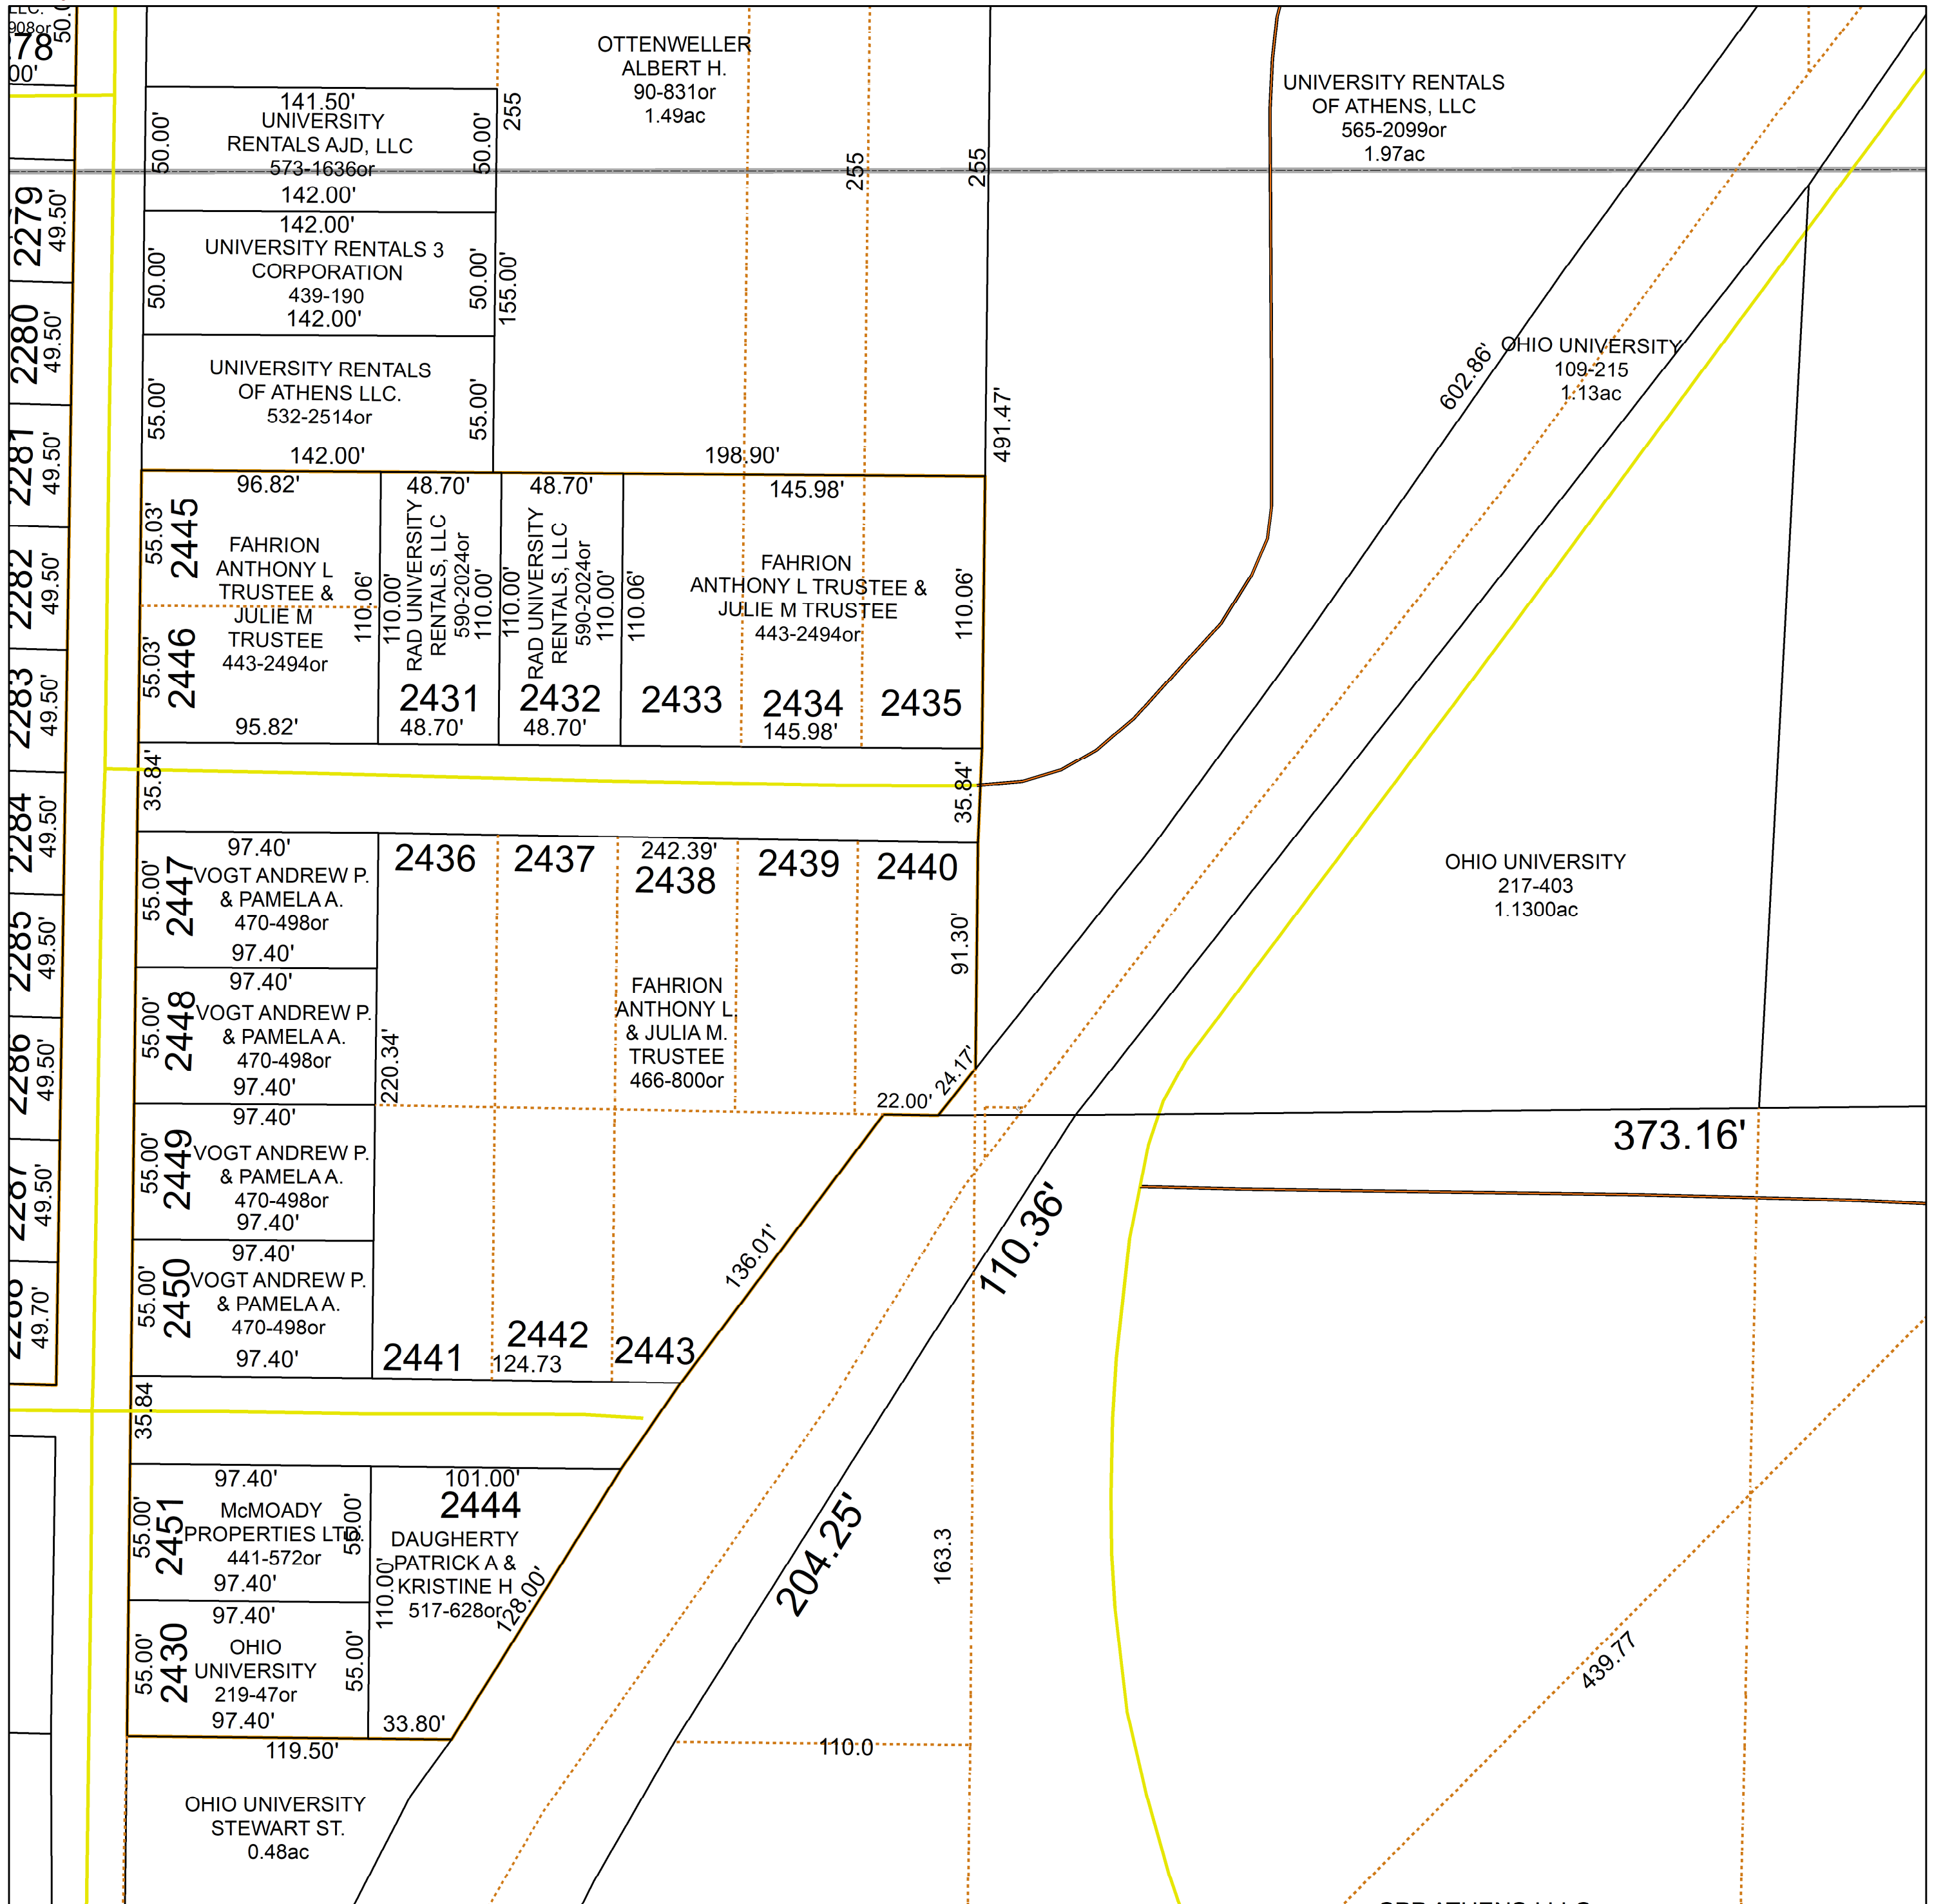 LLC.
908or
278
00'
50.0
2279
49.50'
2280
49.50'
2281
49.50'
2282
49.50'
2283
49.50'
2284
49.50'
2285
49.50'
2286
49.50'
2287
49.50'
2288
49.70'
141.50'
UNIVERSITY
RENTALS AJD, LLC
573-1636or
142.00'
50.00'
50.00'
255
142.00'
UNIVERSITY RENTALS 3
CORPORATION
439-190
142.00'
50.00'
50.00'
155.00'
UNIVERSITY RENTALS
OF ATHENS LLC.
532-2514or
142.00'
55.00'
55.00'
OTTENWELLER
ALBERT H.
90-831or
1.49ac
255
255
198.90'
491.47'
UNIVERSITY RENTALS
OF ATHENS, LLC
565-2099or
1.97ac
602.86'
OHIO UNIVERSITY
109-215
1.13ac
96.82'
55.03'
2445
FAHRION
ANTHONY L
TRUSTEE &
JULIE M
TRUSTEE
443-2494or
55.03'
2446
110.06'
95.82'
48.70'
110.00'
RAD UNIVERSITY
RENTALS, LLC
590-2024or
110.00'
2431
48.70'
48.70'
110.00'
RAD UNIVERSITY
RENTALS, LLC
590-2024or
110.00'
2432
48.70'
145.98'
110.06'
FAHRION
ANTHONY L TRUSTEE &
JULIE M TRUSTEE
443-2494or
110.06'
2433
2434
2435
145.98'
35.84'
35.84'
97.40'
55.00'
2447
VOGT ANDREW P.
& PAMELA A.
470-498or
97.40'
97.40'
55.00'
2448
VOGT ANDREW P.
& PAMELA A.
470-498or
97.40'
97.40'
55.00'
2449
VOGT ANDREW P.
& PAMELA A.
470-498or
97.40'
97.40'
55.00'
2450
VOGT ANDREW P.
& PAMELA A.
470-498or
97.40'
2436
2437
242.39'
2438
2439
2440
91.30'
220.34'
FAHRION
ANTHONY L.
& JULIA M.
TRUSTEE
466-800or
22.00'
24.17'
136.01'
2441
2442
2443
124.73
OHIO UNIVERSITY
217-403
1.1300ac
373.16'
110.36'
35.84
97.40'
55.00'
2451
McMOADY
PROPERTIES LTD.
441-572or
55.00'
97.40'
97.40'
55.00'
2430
OHIO
UNIVERSITY
219-47or
55.00'
97.40'
101.00'
2444
DAUGHERTY
PATRICK A &
KRISTINE H
517-628or
110.00'
128.00'
33.80'
119.50'
OHIO UNIVERSITY
STEWART ST.
0.48ac
204.25'
163.3
110.0
439.77